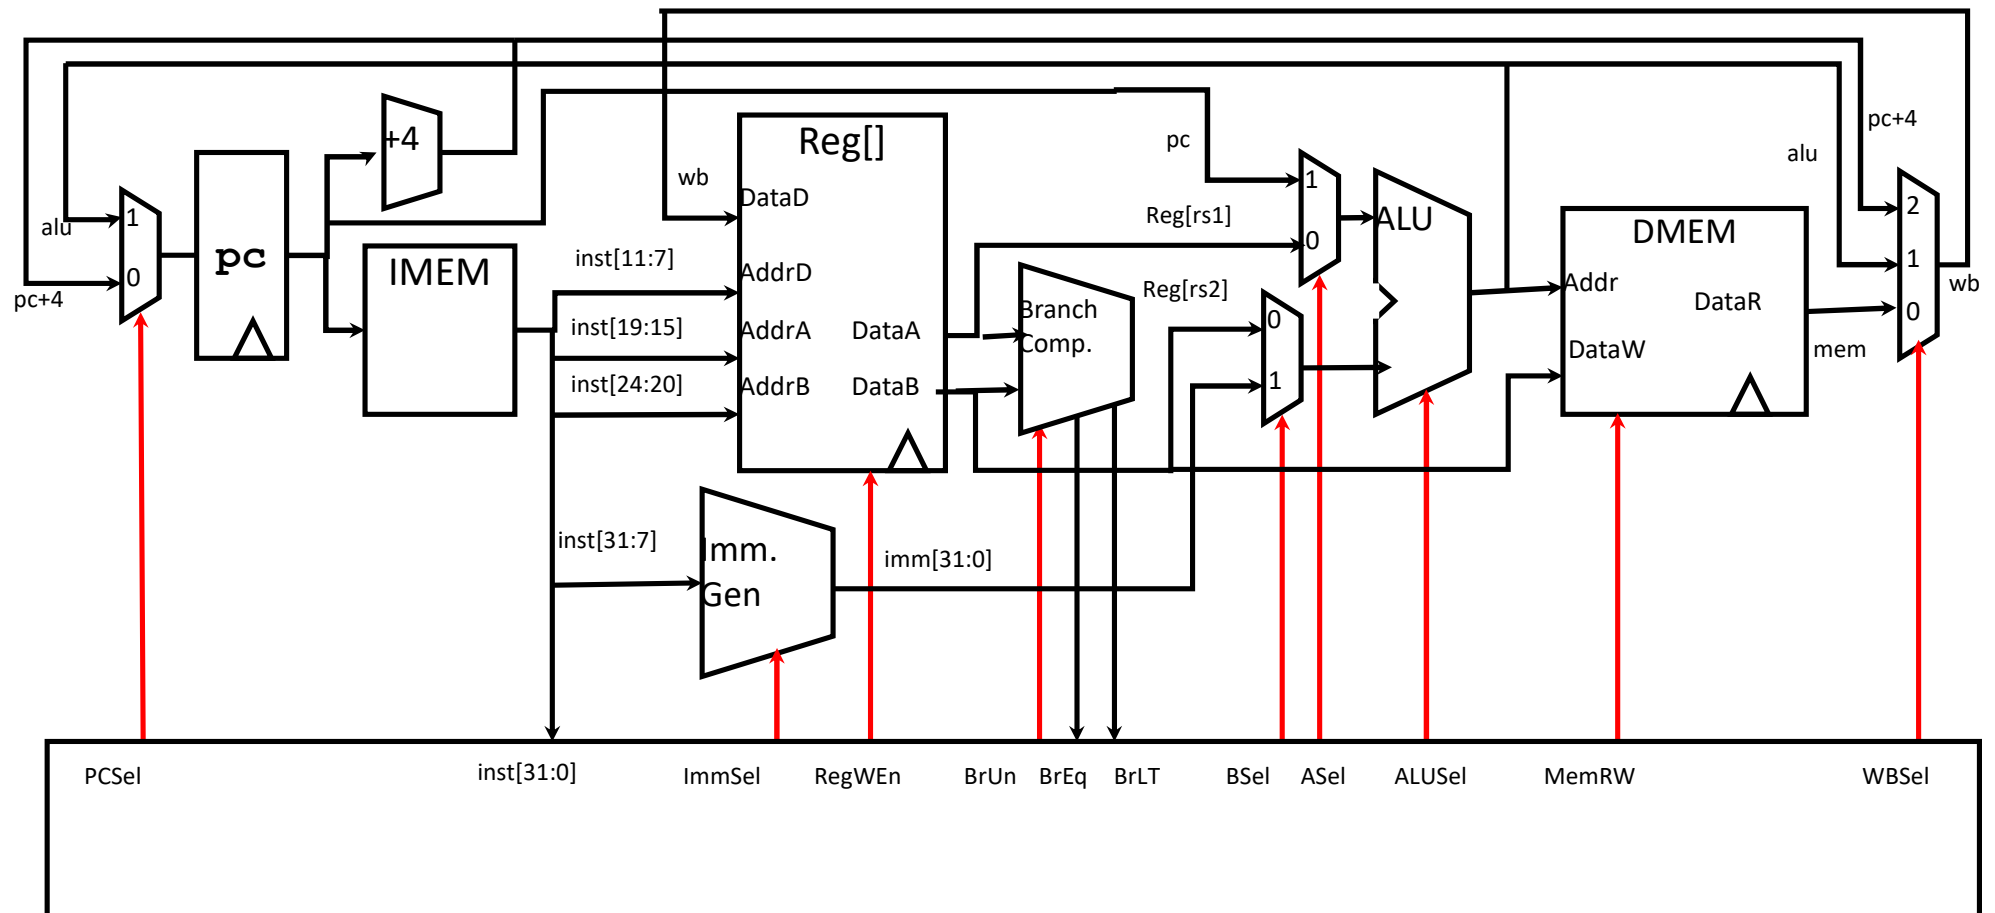 pc+4
alu
+4
Reg[]
pc
wb
DataD
1
ALU
2
DMEM
Reg[rs1]
1
alu
0
pc
IMEM
inst[11:7]
AddrD
0
1
pc+4
Reg[rs2]
Addr
wb
DataR
0
Branch
Comp.
0
inst[19:15]
AddrA
DataA
DataW
mem
inst[24:20]
AddrB
DataB
1
inst[31:7]
Imm.
Gen
imm[31:0]
PCSel
inst[31:0]
ImmSel
RegWEn
BrUn
BrEq
BrLT
BSel
ASel
ALUSel
MemRW
WBSel